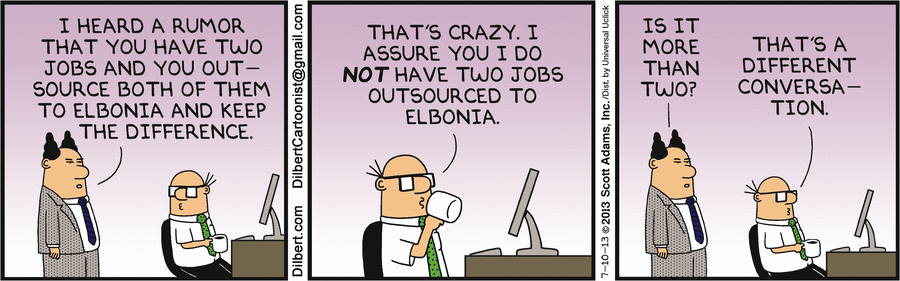 I HEARD A RUMOR
THAT YOU HAVE TWO
JOBS AND YOU OUT-
SOURCE BOTH OF THEM
TO ELBONIA AND KEEP
THE DIFFERENCE.
Dilbert.com DilbertCartoonist@gmail.com
THAT'S CRAZY. I
ASSURE YOU I DO
NOT HAVE TWO JOBS
OUTSOURCED TO
ELBONIA.
7-10-13 © 2013 Scott Adams, Inc. /Dist. by Universal Uclick
IS IT
MORE
THAN
TWO?
THAT'S A
DIFFERENT
CONVERSA-
TION.